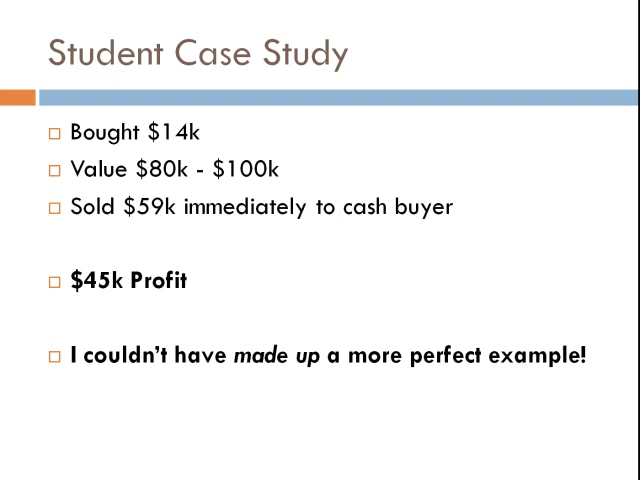 Student Case Study
Bought $14k
Value $80k - $100k
Sold $59k immediately to cash buyer
$45k Profit
I couldn't have made up a more perfect example!